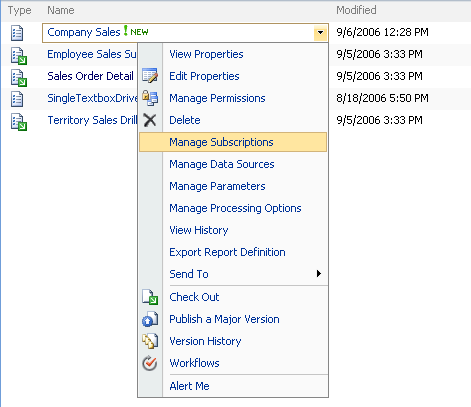 Type Name Modified
Company Sales ! NEW 9/6/2006 12:28 PM
Employee Sales Su 9/5/2006 3:33 PM
Sales Order Detail 9/5/2006 3:33 PM
SingleTextboxDrive 8/18/2006 5:50 PM
Territory Sales Drill 9/5/2006 3:33 PM
View Properties
Edit Properties
Manage Permissions
Delete
Manage Subscriptions
Manage Data Sources
Manage Parameters
Manage Processing Options
View History
Export Report Definition
Send To
Check Out
Publish a Major Version
Version History
Workflows
Alert Me